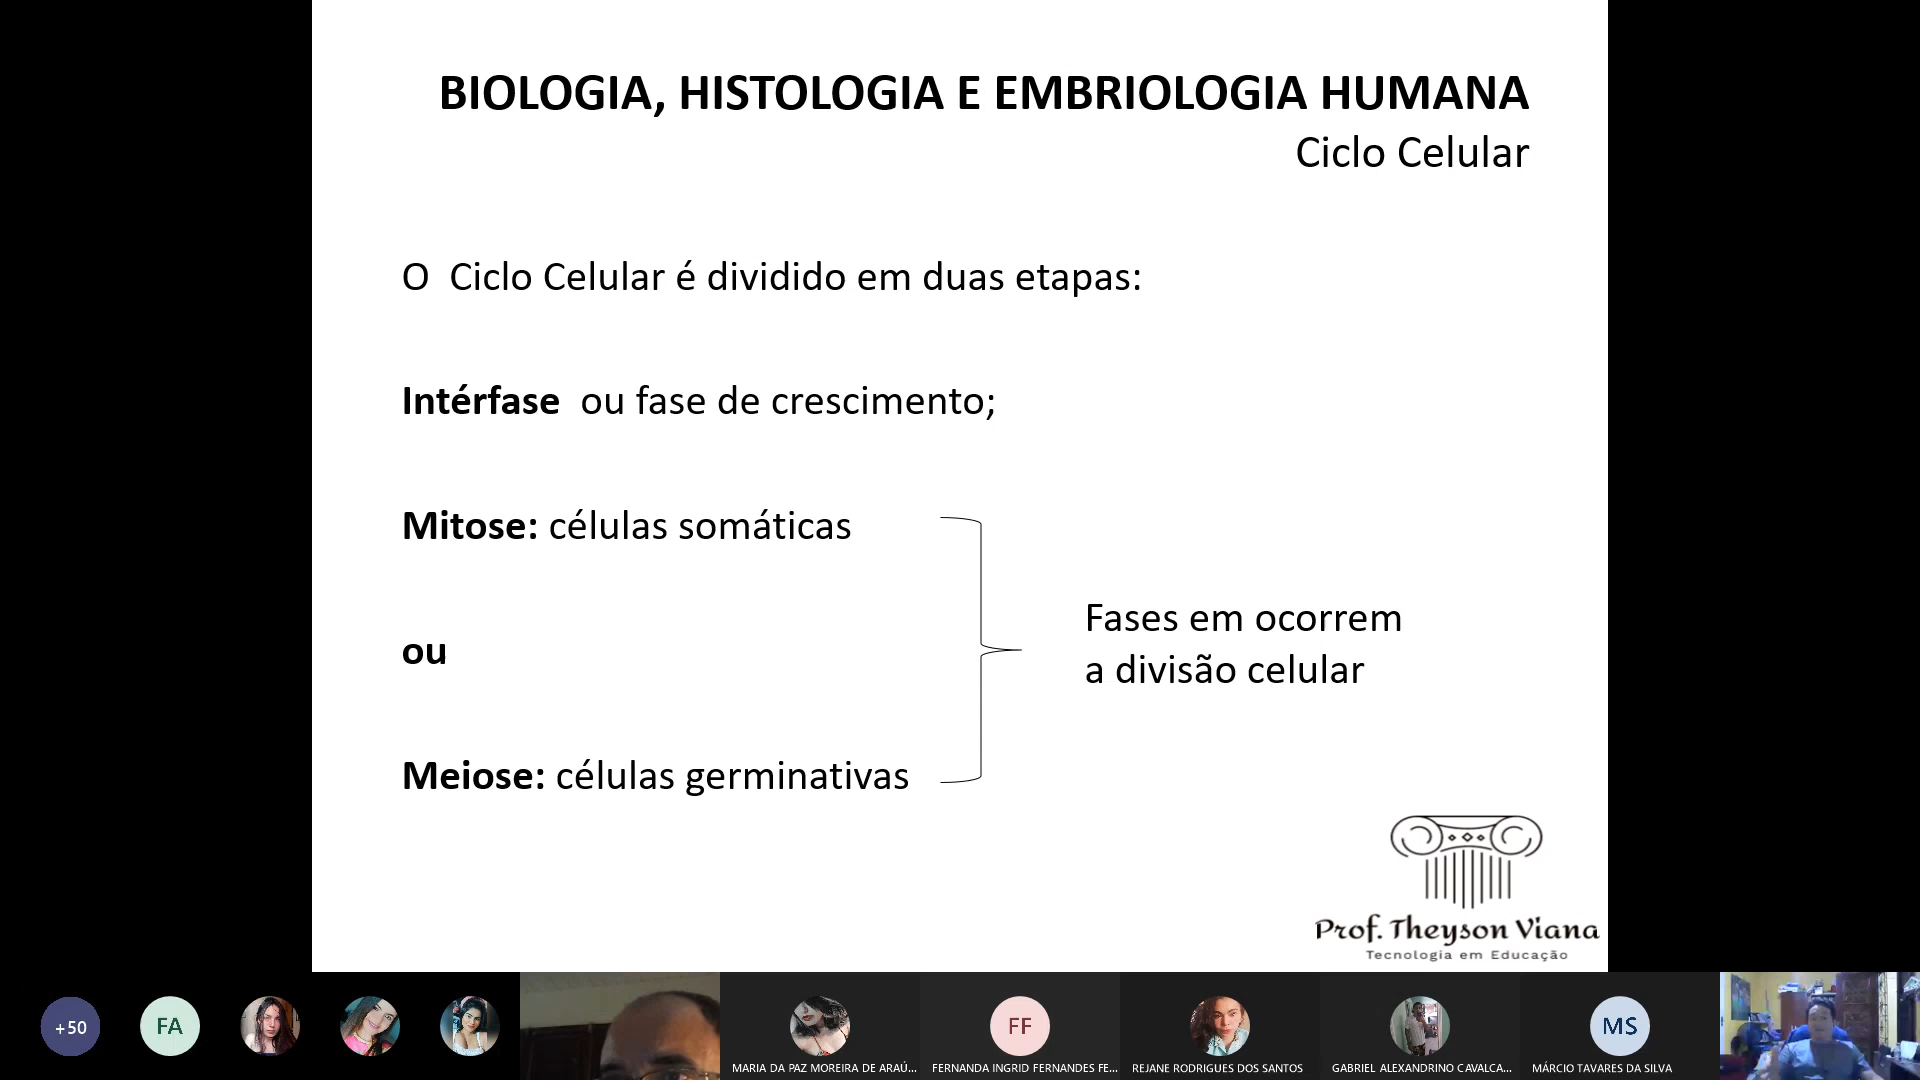 BIOLOGIA, HISTOLOGIA E EMBRIOLOGIA HUMANA
Ciclo Celular
O  Ciclo Celular é dividido em duas etapas:
Intérfase  ou fase de crescimento;
Mitose: células somáticas
ou
Meiose: células germinativas
Fases em ocorrem
a divisão celular
Prof. Theyson Viana
Tecnologia em Educação
+50
FA
FF
MS
MARIA DA PAZ MOREIRA DE ARAÚ...
FERNANDA INGRID FERNANDES FE...
REJANE RODRIGUES DOS SANTOS
GABRIEL ALEXANDRINO CAVALCA...
MÁRCIO TAVARES DA SILVA